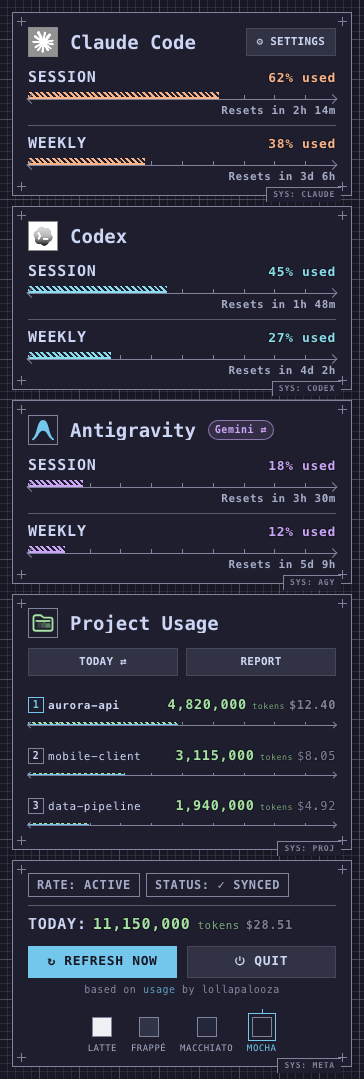 Claude Code ⚙ SETTINGS
SESSION 62% used
Resets in 2h 14m
WEEKLY 38% used
Resets in 3d 6h
SYS: CLAUDE
Codex
SESSION 45% used
Resets in 1h 48m
WEEKLY 27% used
Resets in 4d 2h
SYS: CODEX
Antigravity Gemini ⇄
SESSION 18% used
Resets in 3h 30m
WEEKLY 12% used
Resets in 5d 9h
SYS: AGY
Project Usage
TODAY ⇄ REPORT
1 aurora-api 4,820,000 tokens $12.40
2 mobile-client 3,115,000 tokens $8.05
3 data-pipeline 1,940,000 tokens $4.92
SYS: PROJ
RATE: ACTIVE STATUS: ✓ SYNCED
TODAY: 11,150,000 tokens $28.51
↻ REFRESH NOW ⏻ QUIT
based on usage by lollapalooza
LATTE FRAPPÉ MACCHIATO MOCHA
SYS: META